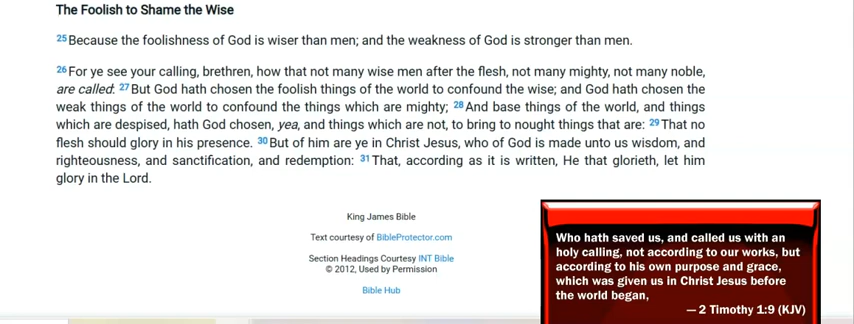 The Foolish to Shame the Wise
25 Because the foolishness of God is wiser than men; and the weakness of God is stronger than men.
26 For ye see your calling, brethren, how that not many wise men after the flesh, not many mighty, not many noble,
are called: 27 But God hath chosen the foolish things of the world to confound the wise; and God hath chosen the
weak things of the world to confound the things which are mighty; 28 And base things of the world, and things
which are despised, hath God chosen, yea, and things which are not, to bring to nought things that are: 29 That no
flesh should glory in his presence. 30 But of him are ye in Christ Jesus, who of God is made unto us wisdom, and
righteousness, and sanctification, and redemption: 31 That, according as it is written, He that glorieth, let him
glory in the Lord.
King James Bible
Text courtesy of BibleProtector.com
Section Headings Courtesy INT Bible
© 2012, Used by Permission
Bible Hub
Who hath saved us, and called us with an
holy calling, not according to our works, but
according to his own purpose and grace,
which was given us in Christ Jesus before
the world began,
— 2 Timothy 1:9 (KJV)